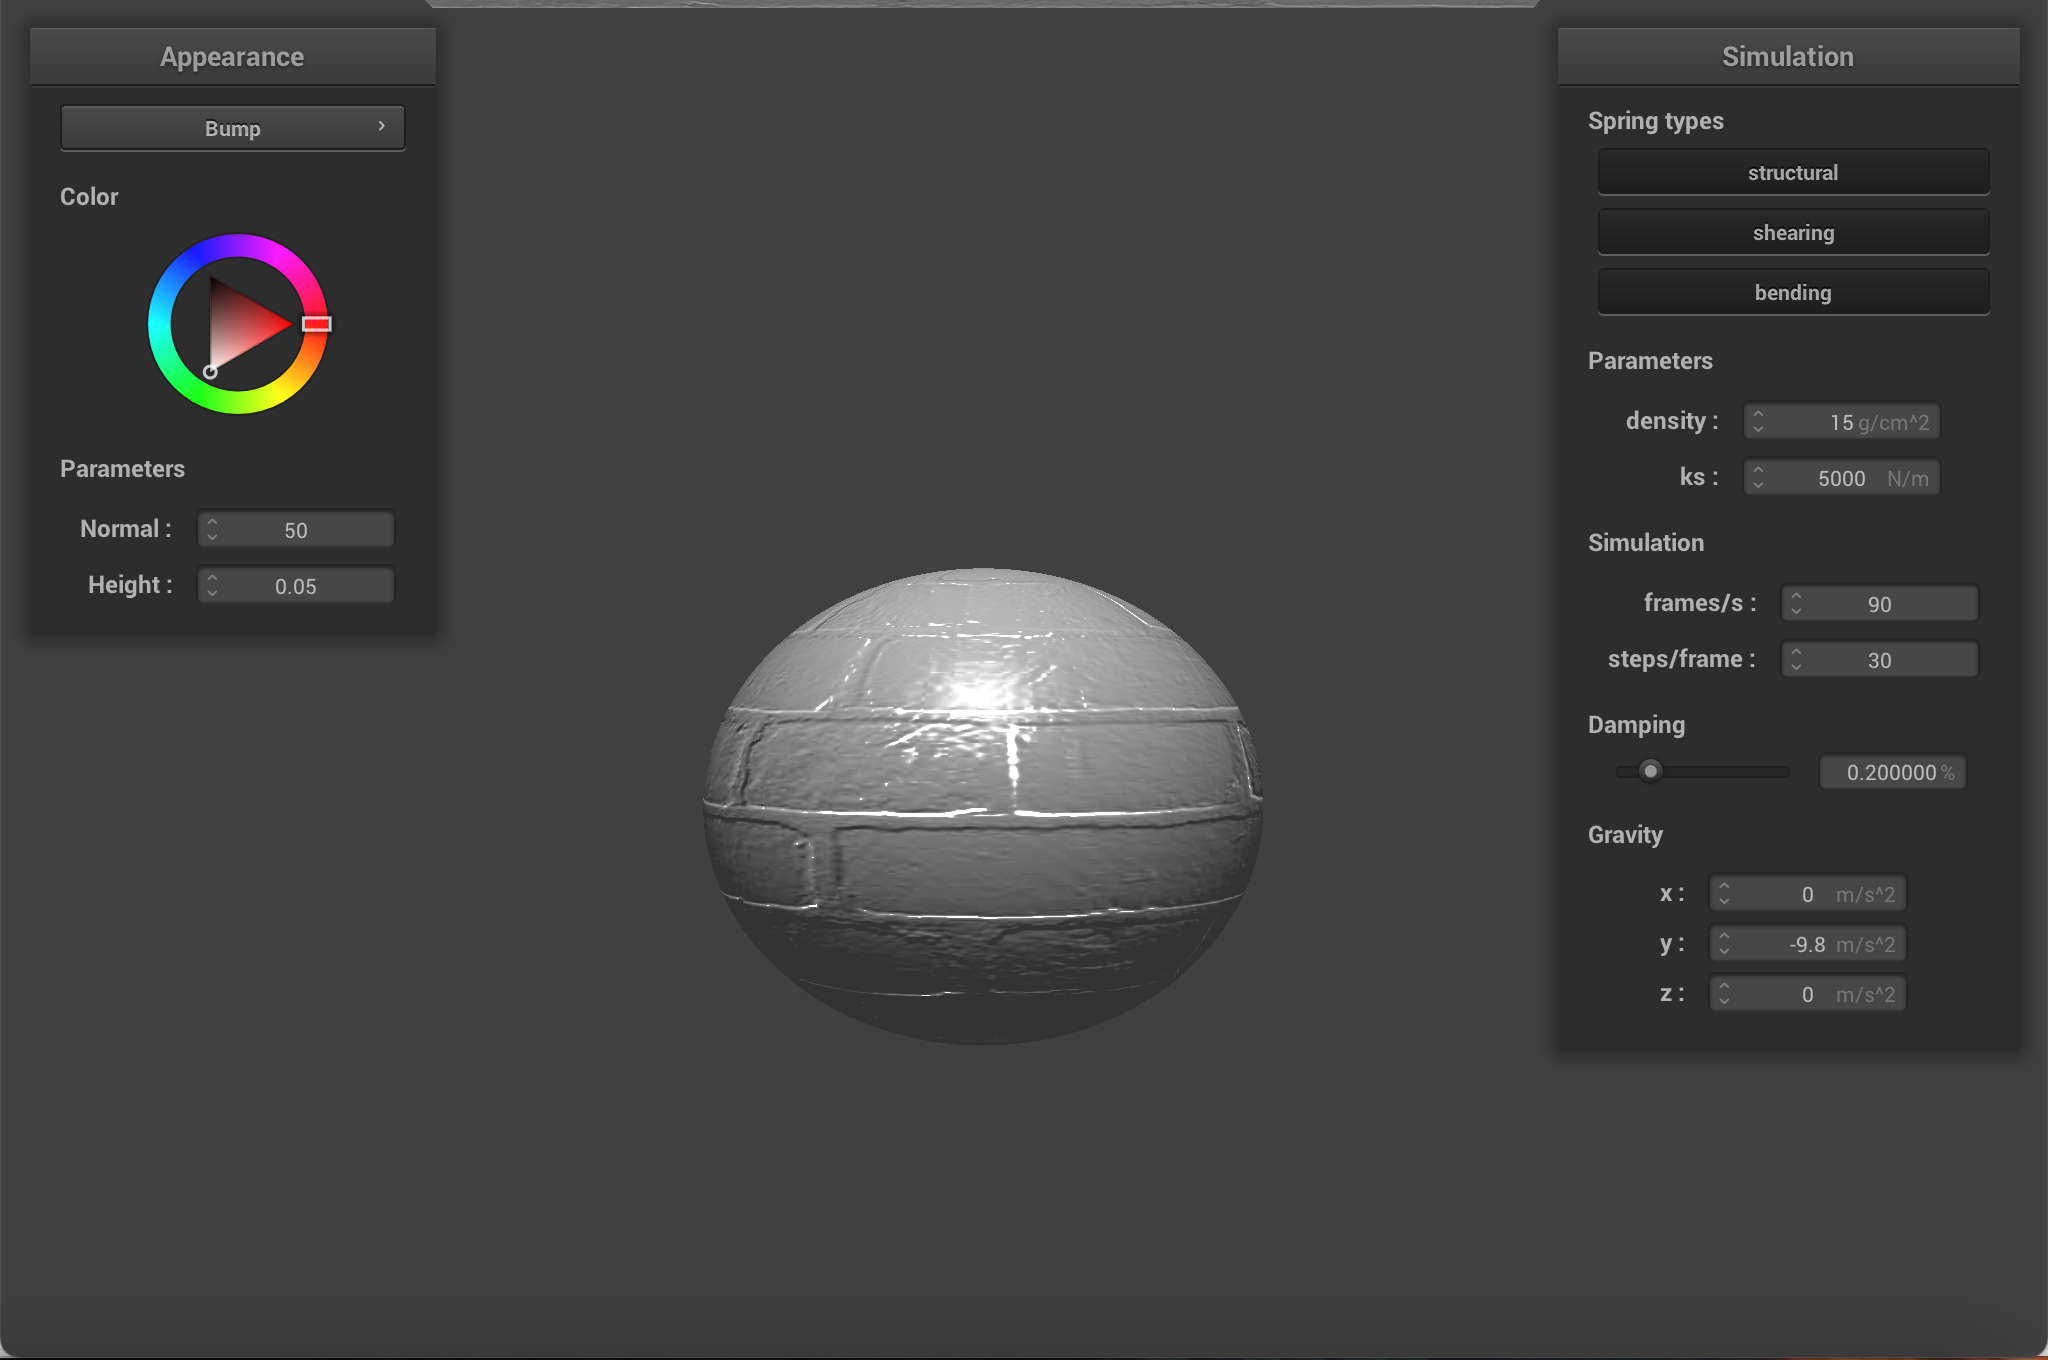 Appearance
Bump
Color
Parameters
Normal : 50
Height : 0.05
Simulation
Spring types
structural
shearing
bending
Parameters
density : 15 g/cm^2
ks : 5000 N/m
Simulation
frames/s : 90
steps/frame : 30
Damping
0.200000 %
Gravity
x : 0 m/s^2
y : -9.8 m/s^2
z : 0 m/s^2